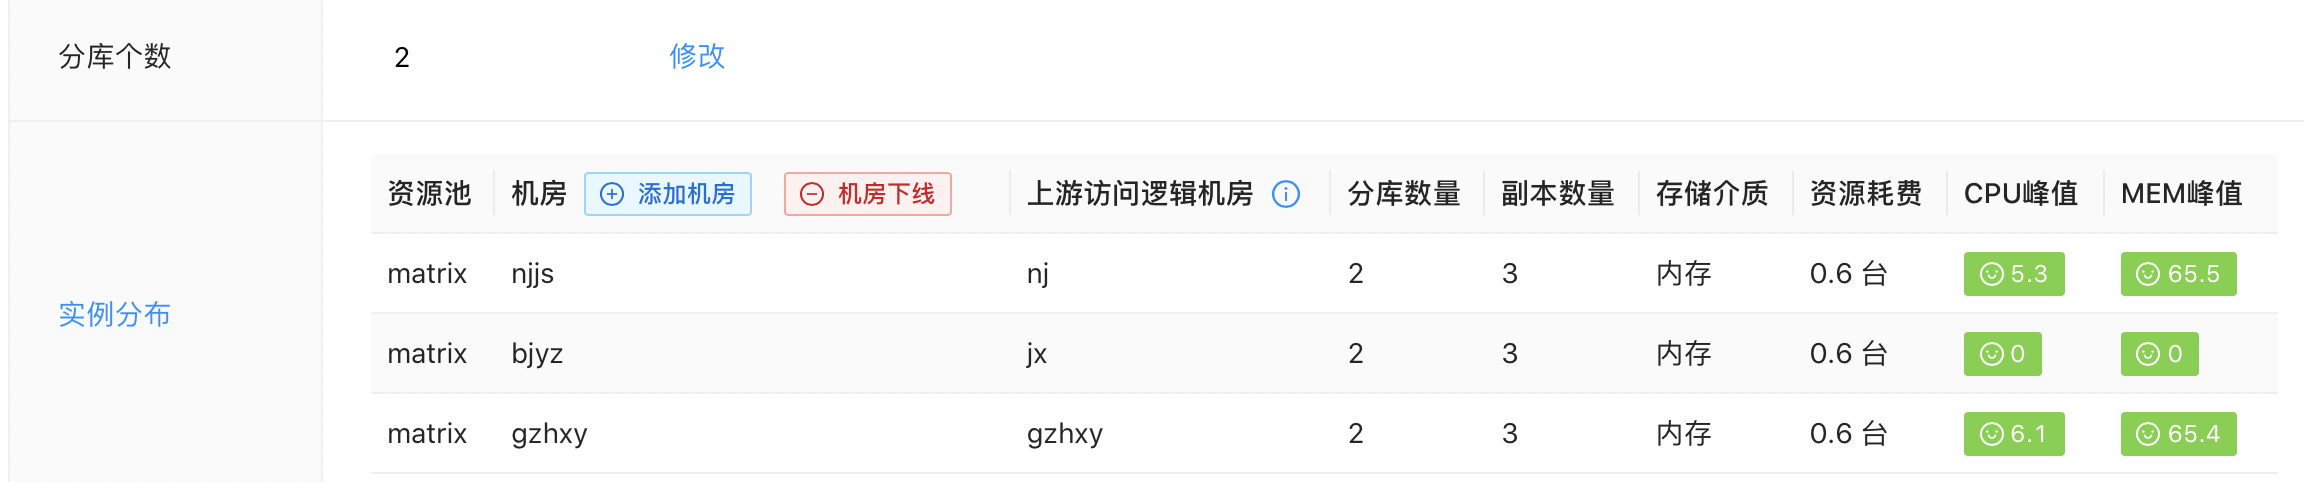 分库个数 2 修改
资源池 机房 添加机房 机房下线 上游访问逻辑机房 分库数量 副本数量 存储介质 资源耗费 CPU峰值 MEM峰值
matrix njjs nj 2 3 内存 0.6 台 5.3 65.5
实例分布
matrix bjyz jx 2 3 内存 0.6 台 0 0
matrix gzhxy gzhxy 2 3 内存 0.6 台 6.1 65.4